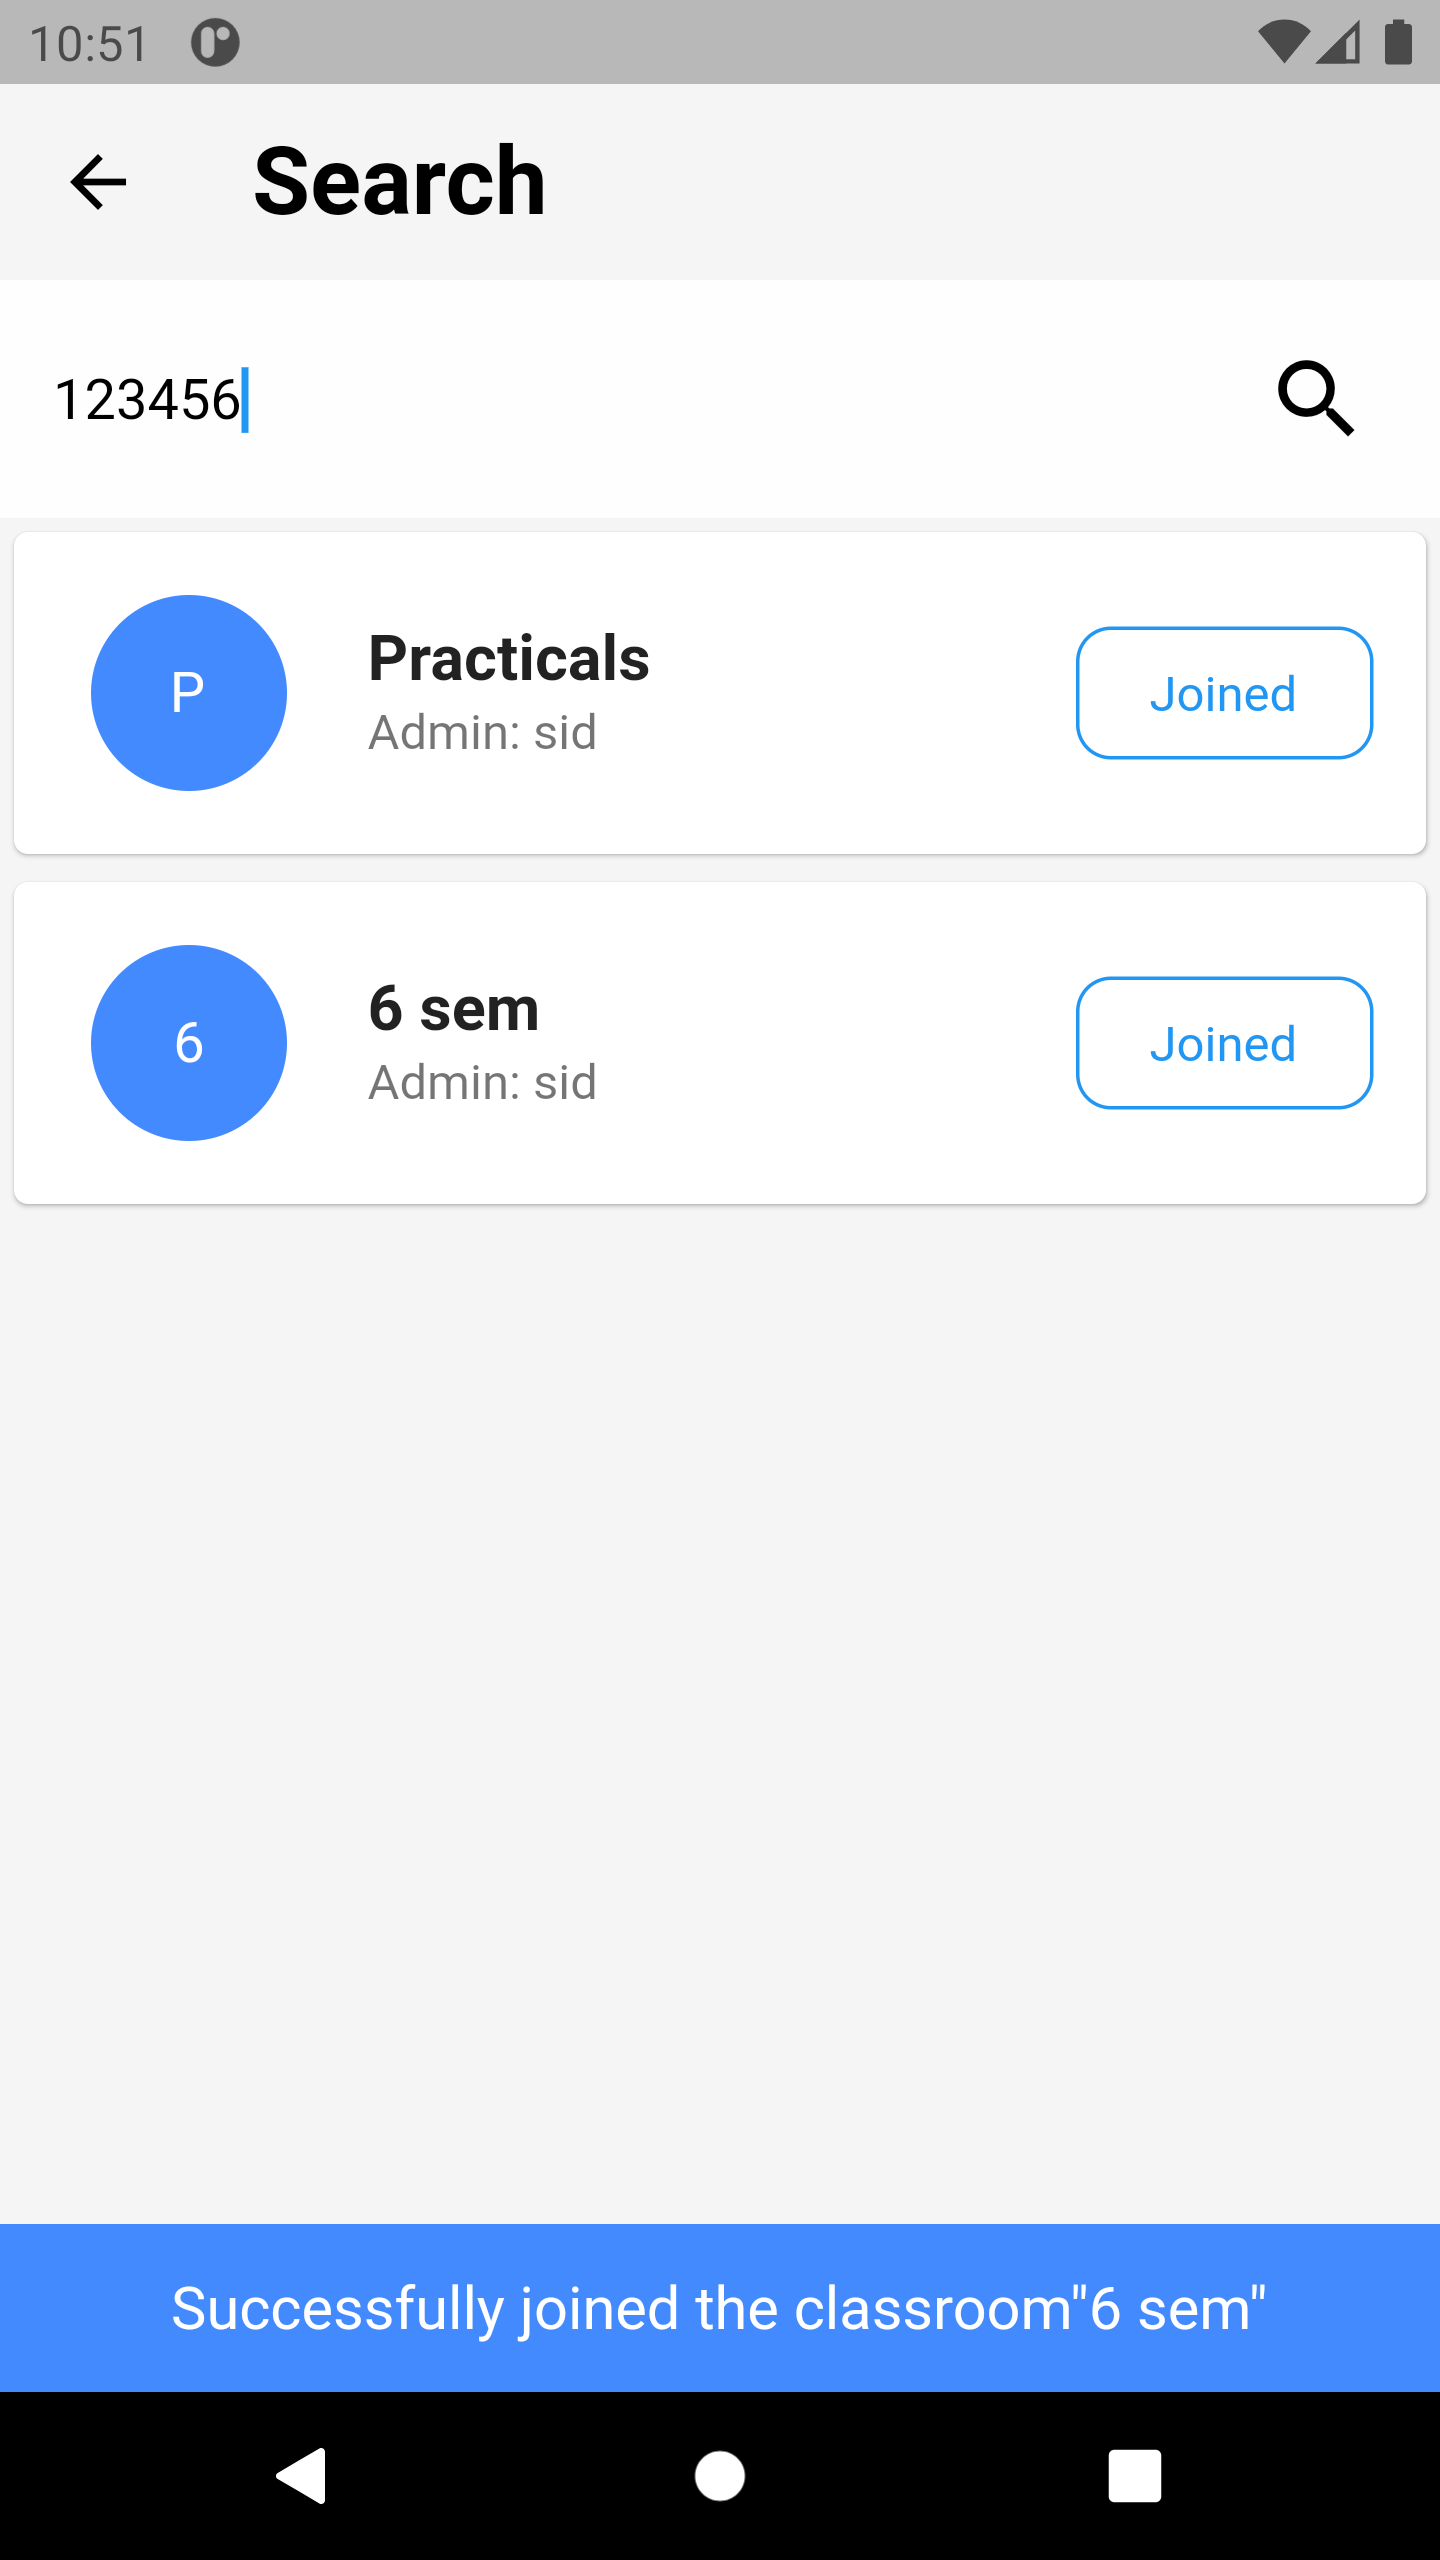 10:51
Search
123456
P
Practicals
Admin: sid
Joined
6
6 sem
Admin: sid
Joined
Successfully joined the classroom"6 sem"